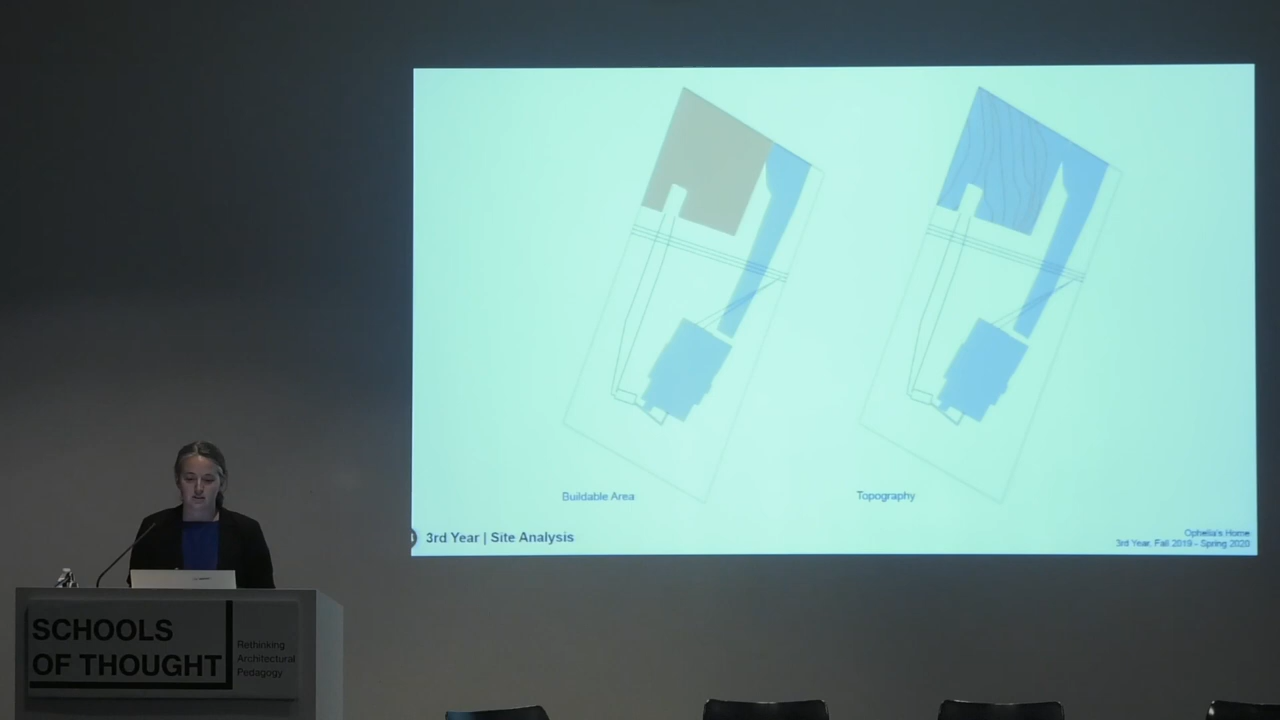 Buildable Area
Topography
3rd Year | Site Analysis
Ophelia's Home
3rd Year, Fall 2019 - Spring 2020
SCHOOLS
OF THOUGHT
Rethinking
Architectural
Pedagogy